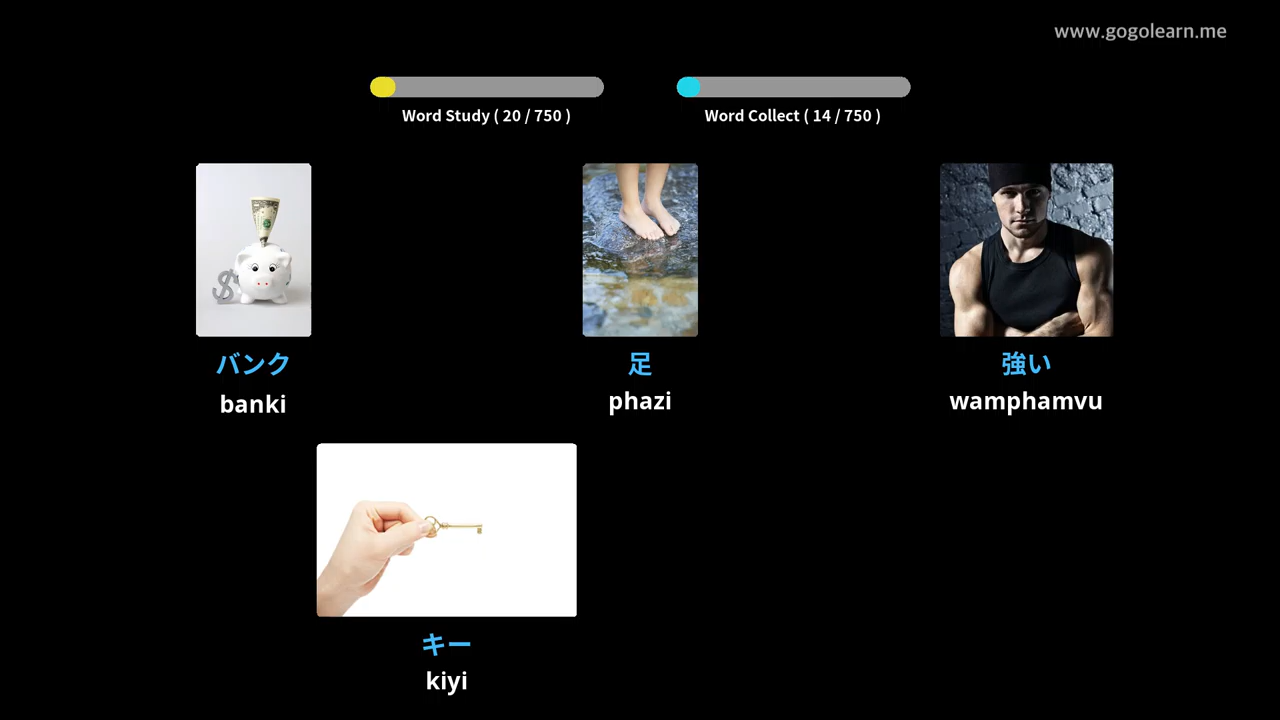 www.gogolearn.me
Word Study ( 20 / 750 )
Word Collect ( 14 / 750 )
バンク
banki
足
phazi
強い
wamphamvu
キー
kiyi